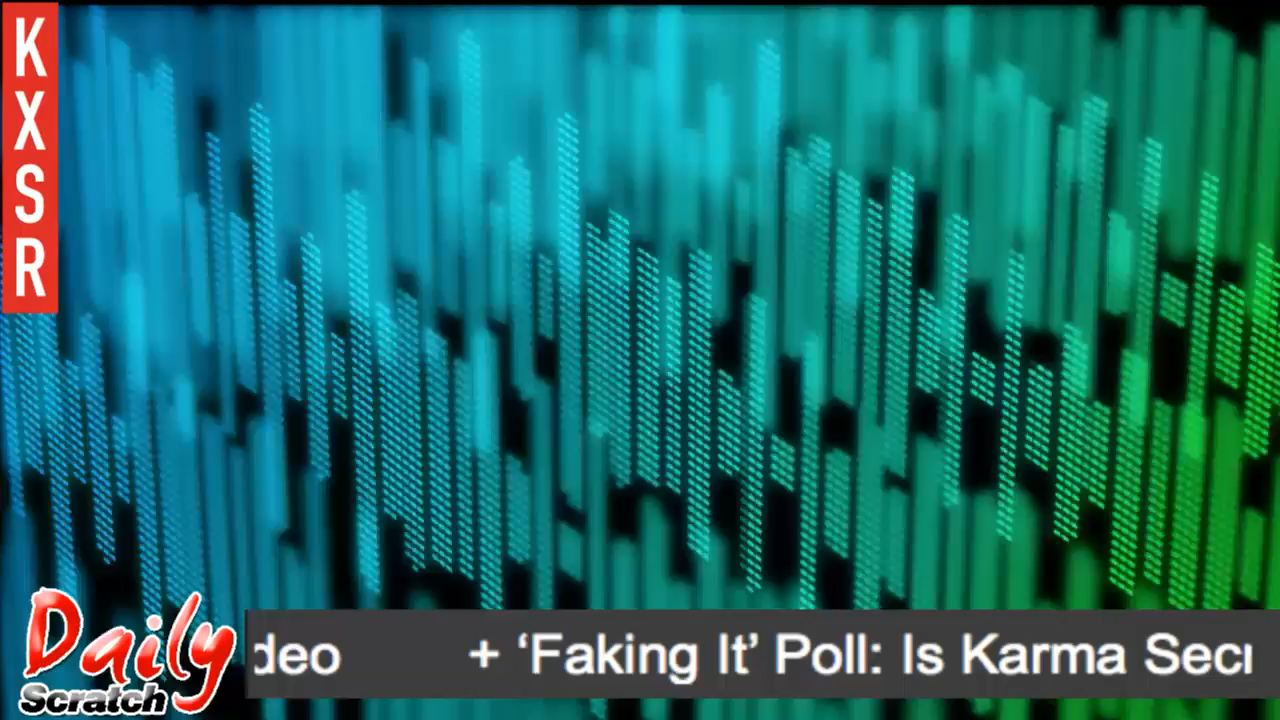 KXSR
Daily
Scratch
deo + ‘Faking It’ Poll: Is Karma Sec